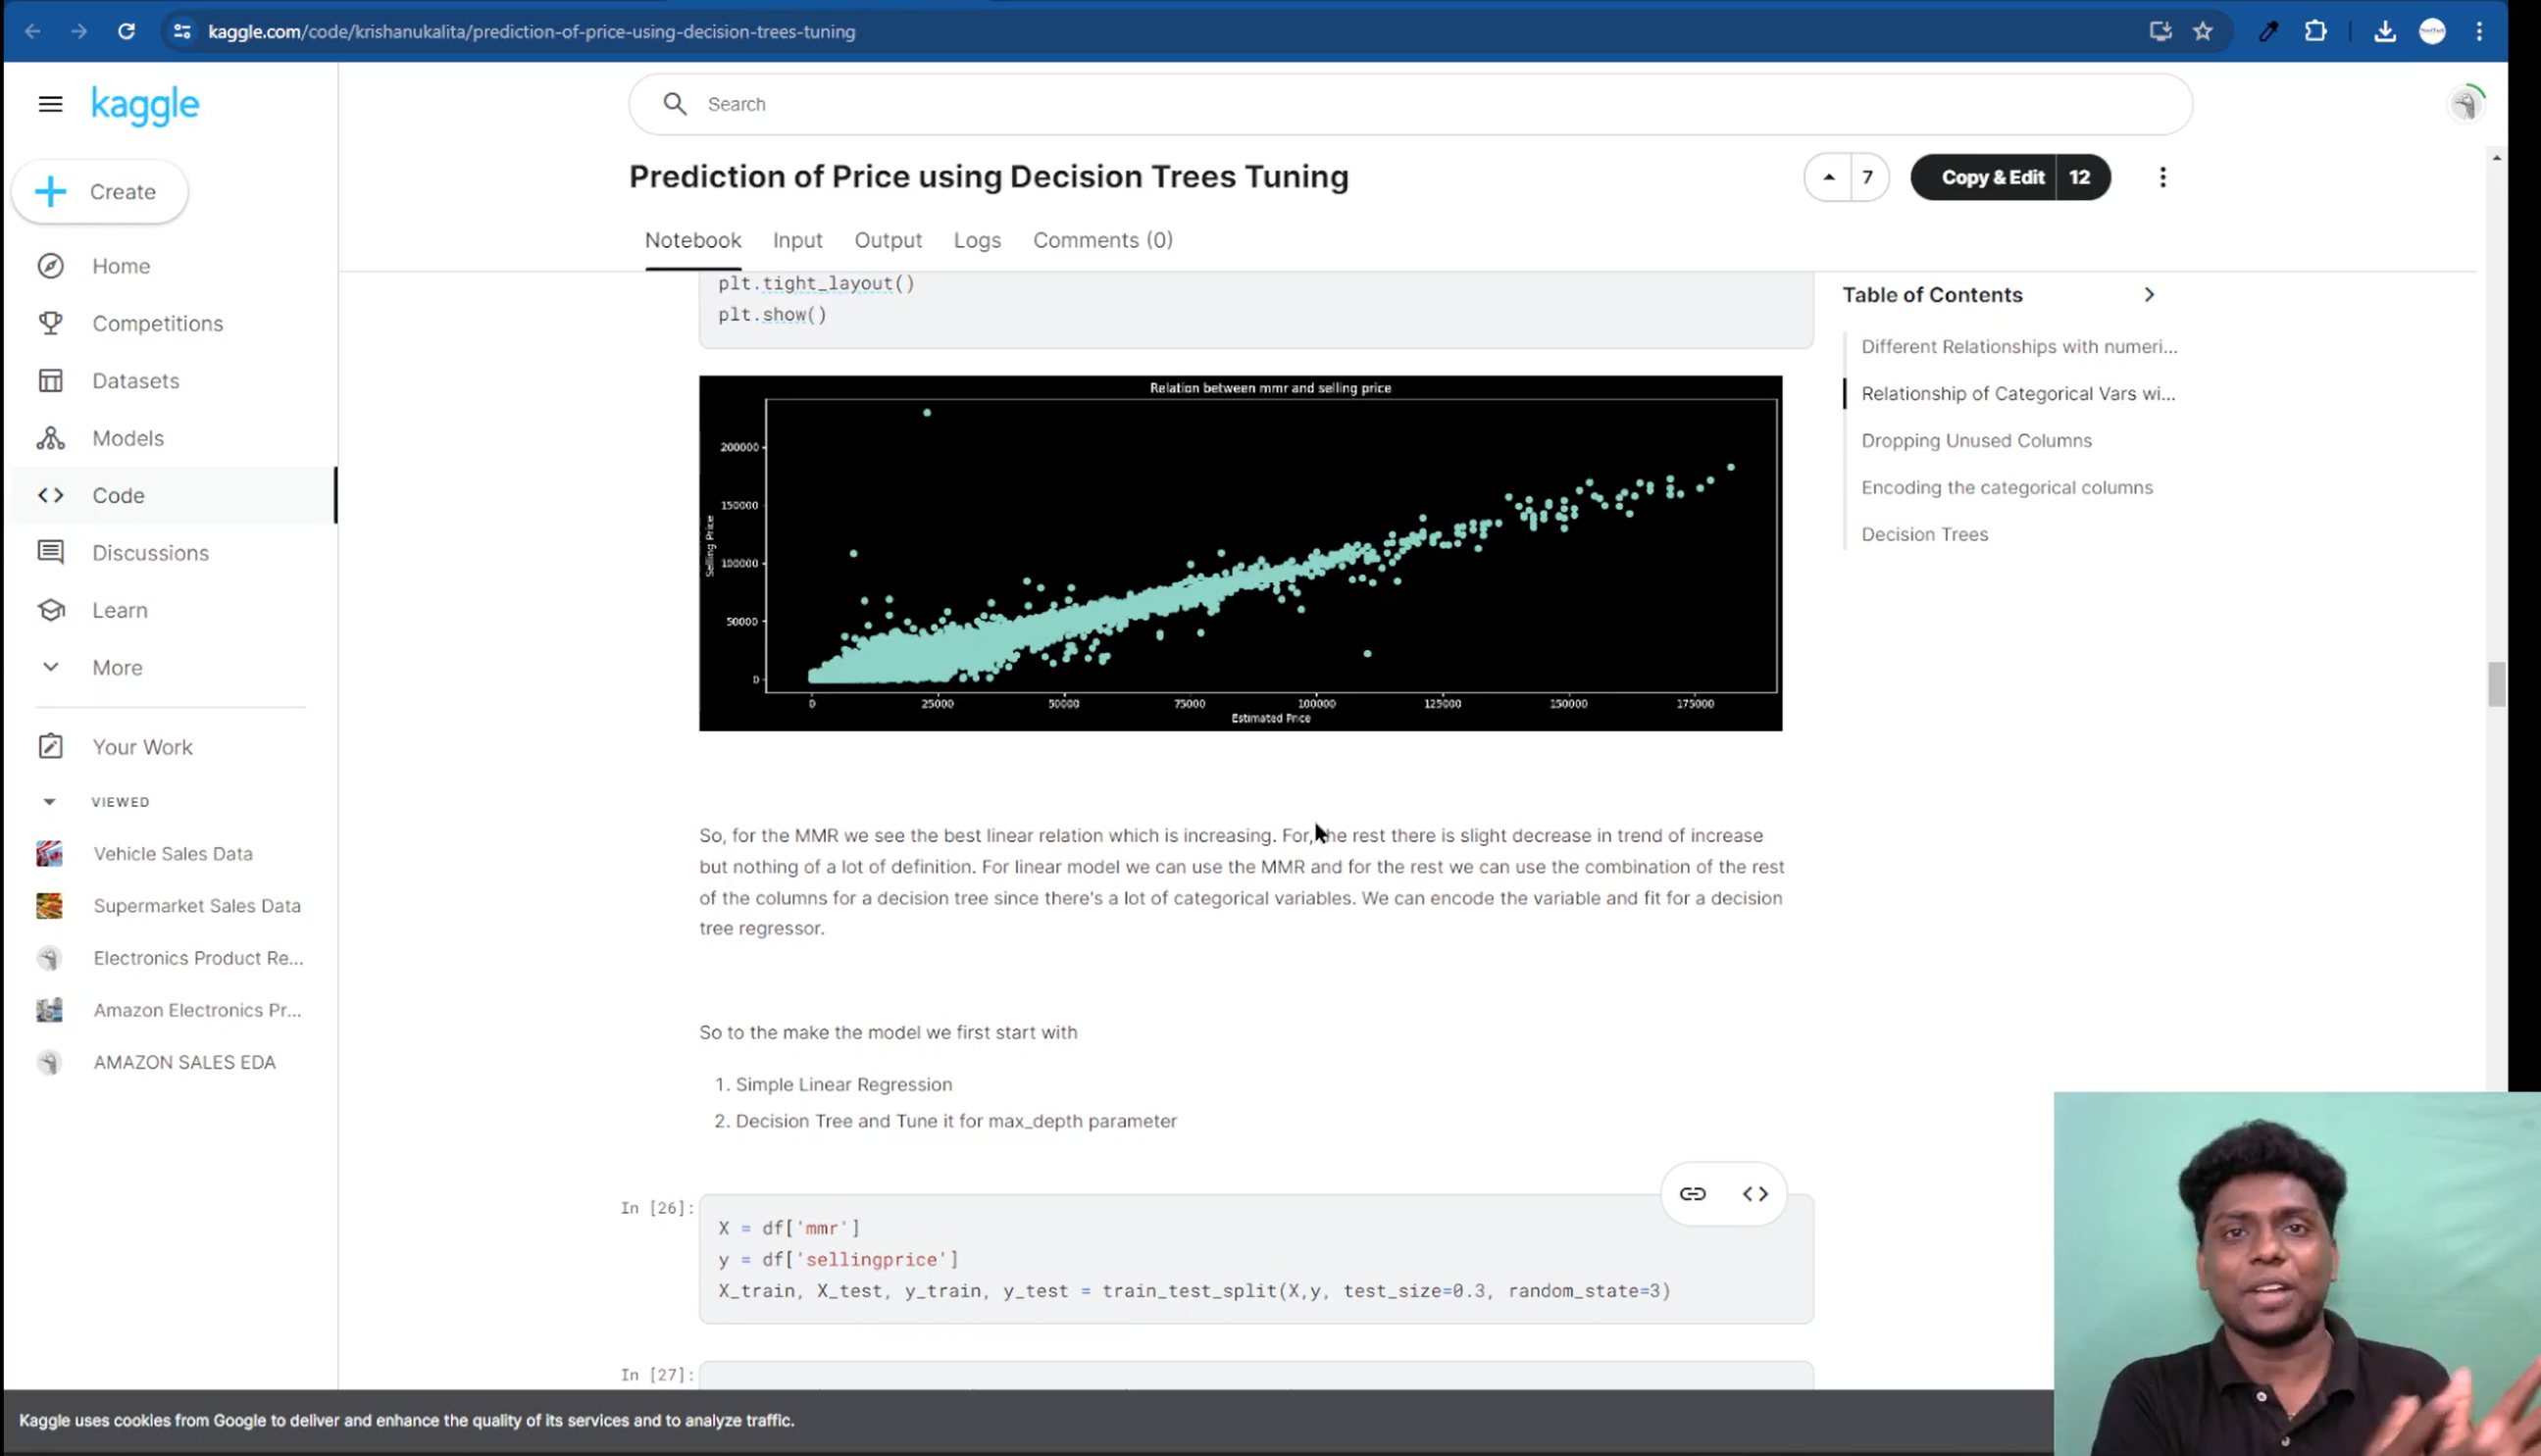 kaggle.com/code/krishanukalita/prediction-of-price-using-decision-trees-tuning
kaggle
Search
Create
Home
Competitions
Datasets
Models
Code
Discussions
Learn
More
Your Work
VIEWED
Vehicle Sales Data
Supermarket Sales Data
Electronics Product Re...
Amazon Electronics Pr...
AMAZON SALES EDA
Prediction of Price using Decision Trees Tuning
7
Copy & Edit 12
Notebook Input Output Logs Comments (0)
plt.tight_layout()
plt.show()
Relation between mmr and selling price
Selling Price
200000
150000
100000
50000
0
0 25000 50000 75000 100000 125000 150000 175000
Estimated Price
So, for the MMR we see the best linear relation which is increasing. For, the rest there is slight decrease in trend of increase
but nothing of a lot of definition. For linear model we can use the MMR and for the rest we can use the combination of the rest
of the columns for a decision tree since there's a lot of categorical variables. We can encode the variable and fit for a decision
tree regressor.
So to the make the model we first start with
1. Simple Linear Regression
2. Decision Tree and Tune it for max_depth parameter
In [26]:
X = df['mmr']
y = df['sellingprice']
X_train, X_test, y_train, y_test = train_test_split(X,y, test_size=0.3, random_state=3)
In [27]:
Table of Contents
Different Relationships with numeri...
Relationship of Categorical Vars wi...
Dropping Unused Columns
Encoding the categorical columns
Decision Trees
Kaggle uses cookies from Google to deliver and enhance the quality of its services and to analyze traffic.